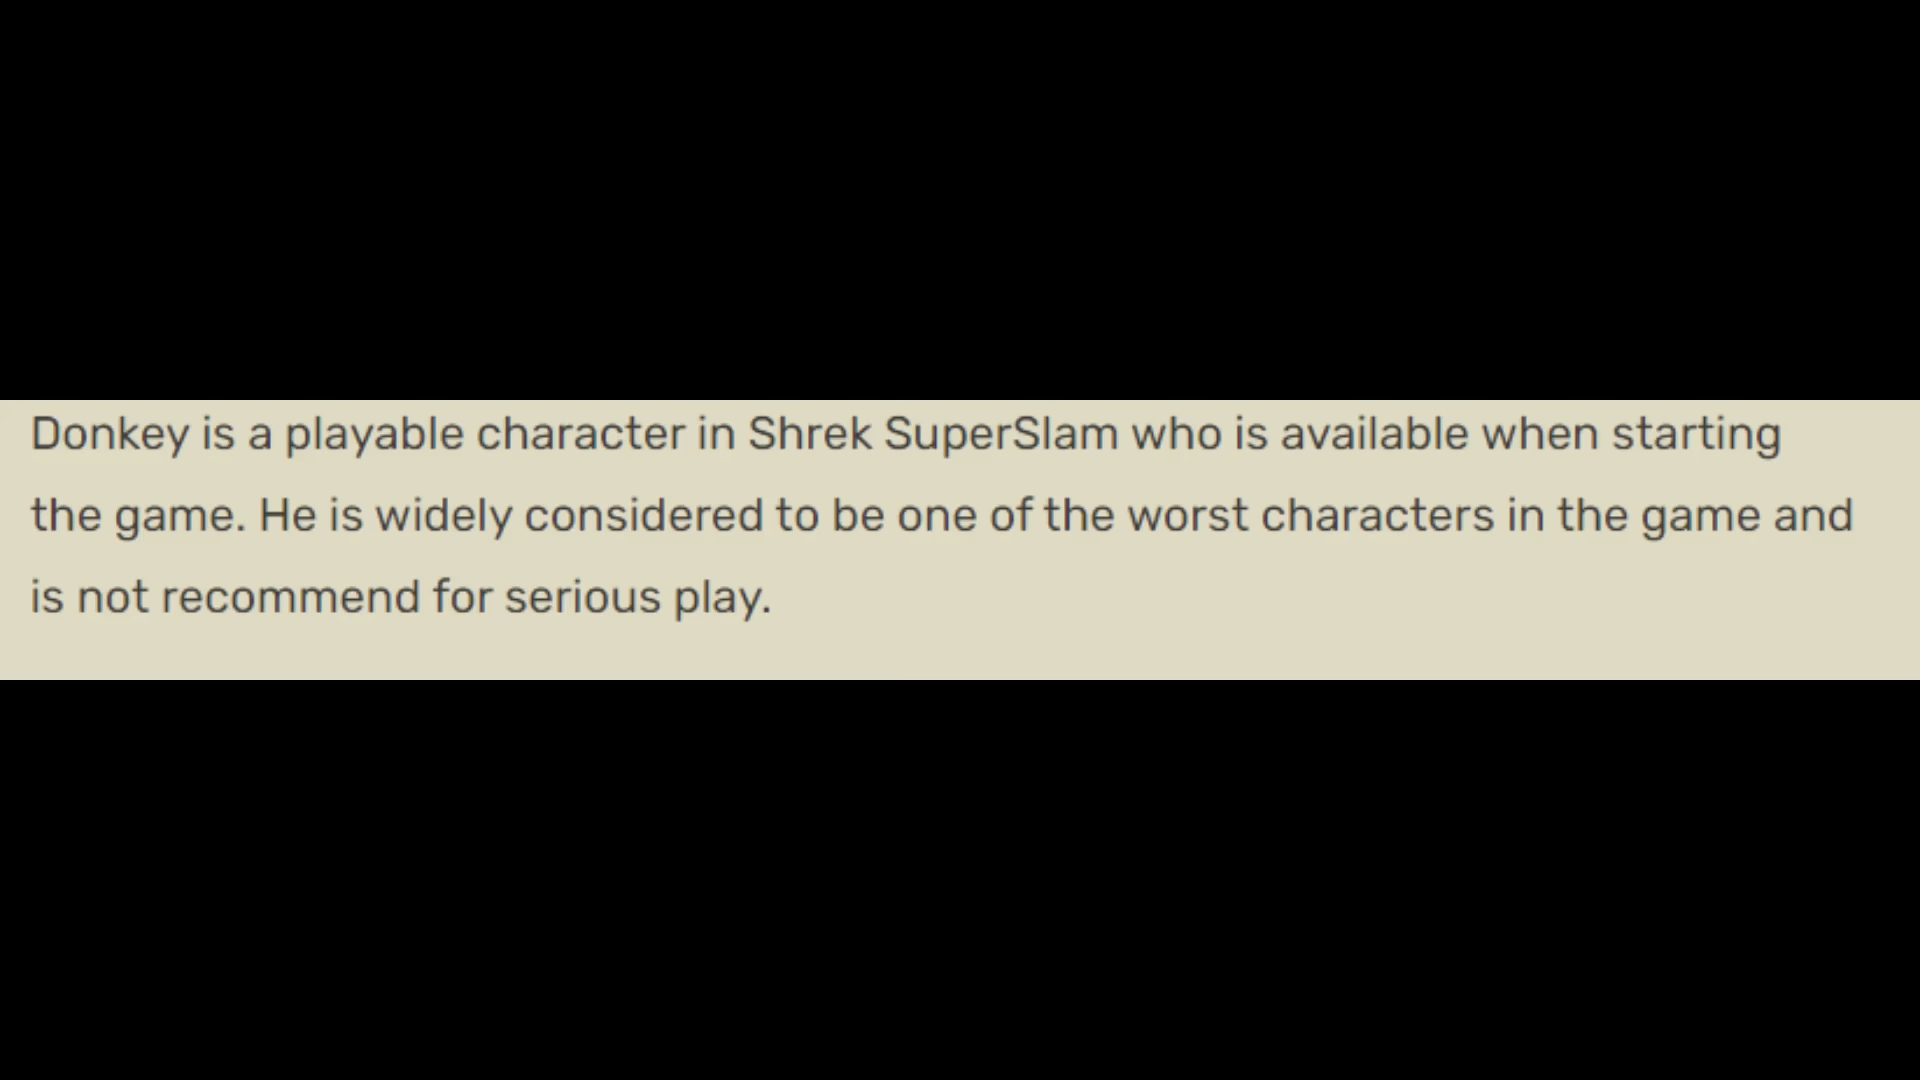 Donkey is a playable character in Shrek SuperSlam who is available when starting
the game. He is widely considered to be one of the worst characters in the game and
is not recommend for serious play.